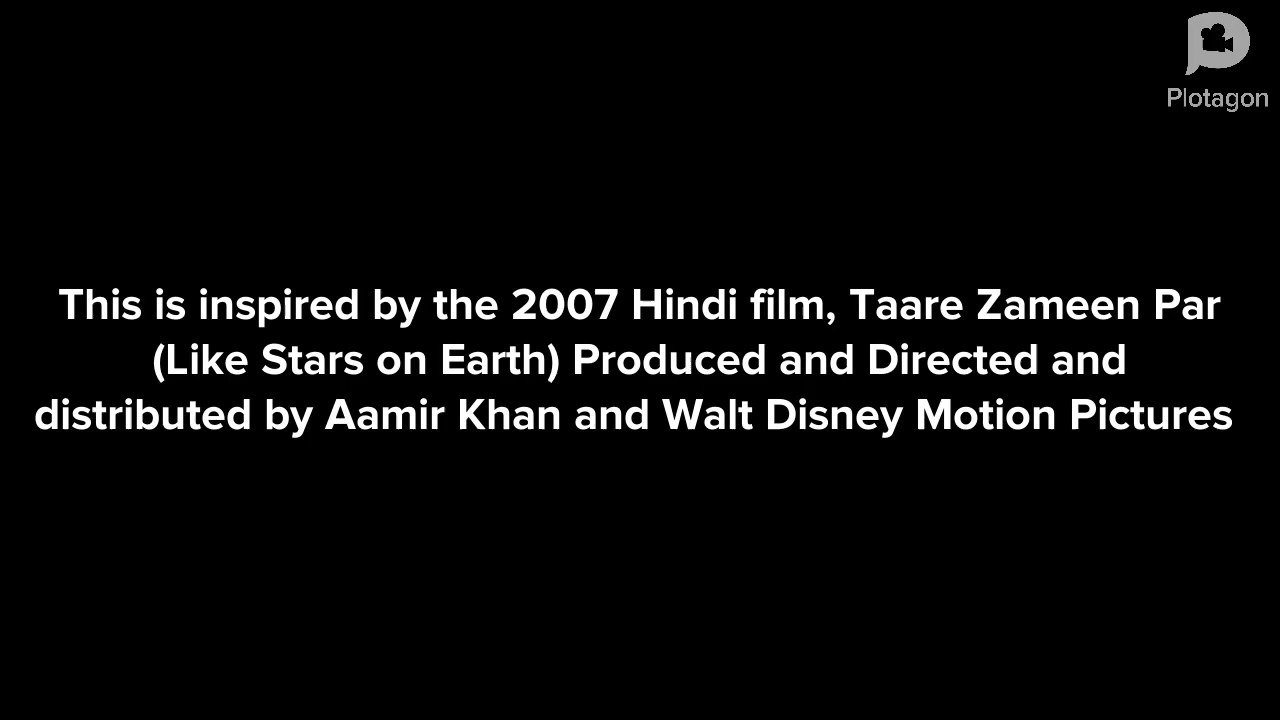 Plotagon
This is inspired by the 2007 Hindi film, Taare Zameen Par
(Like Stars on Earth) Produced and Directed and
distributed by Aamir Khan and Walt Disney Motion Pictures